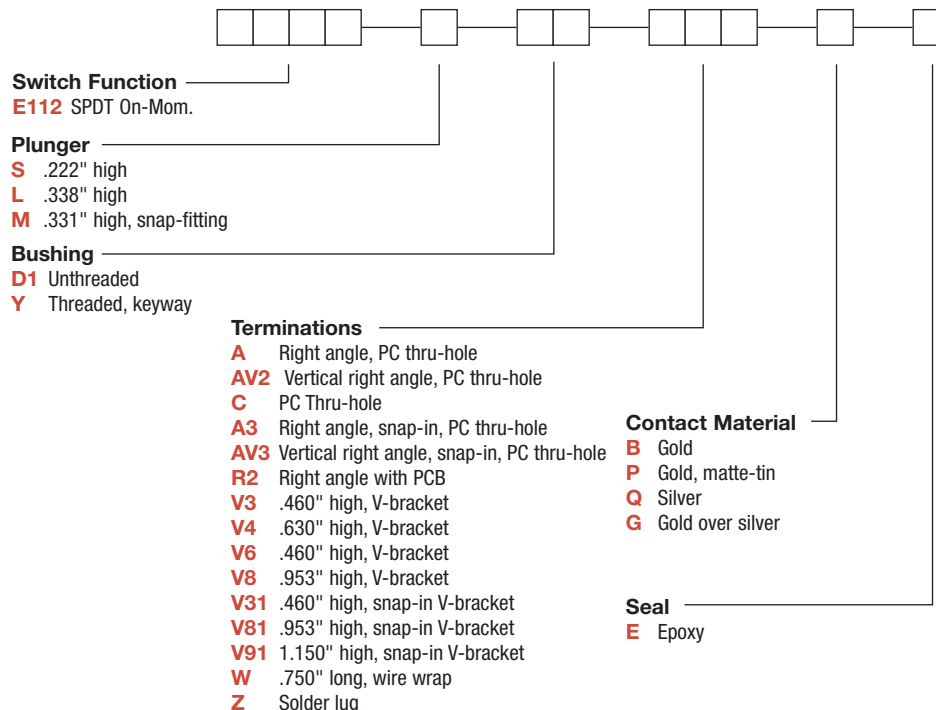 Switch Function
E112 SPDT On-Mom.
Plunger
S .222" high
L .338" high
M .331" high, snap-fitting
Bushing
D1 Unthreaded
Y Threaded, keyway
Terminations
A Right angle, PC thru-hole
AV2 Vertical right angle, PC thru-hole
C PC Thru-hole
A3 Right angle, snap-in, PC thru-hole
AV3 Vertical right angle, snap-in, PC thru-hole
R2 Right angle with PCB
V3 .460" high, V-bracket
V4 .630" high, V-bracket
V6 .460" high, V-bracket
V8 .953" high, V-bracket
V31 .460" high, snap-in V-bracket
V81 .953" high, snap-in V-bracket
V91 1.150" high, snap-in V-bracket
W .750" long, wire wrap
Z Solder lug
Contact Material
B Gold
P Gold, matte-tin
Q Silver
G Gold over silver
Seal
E Epoxy